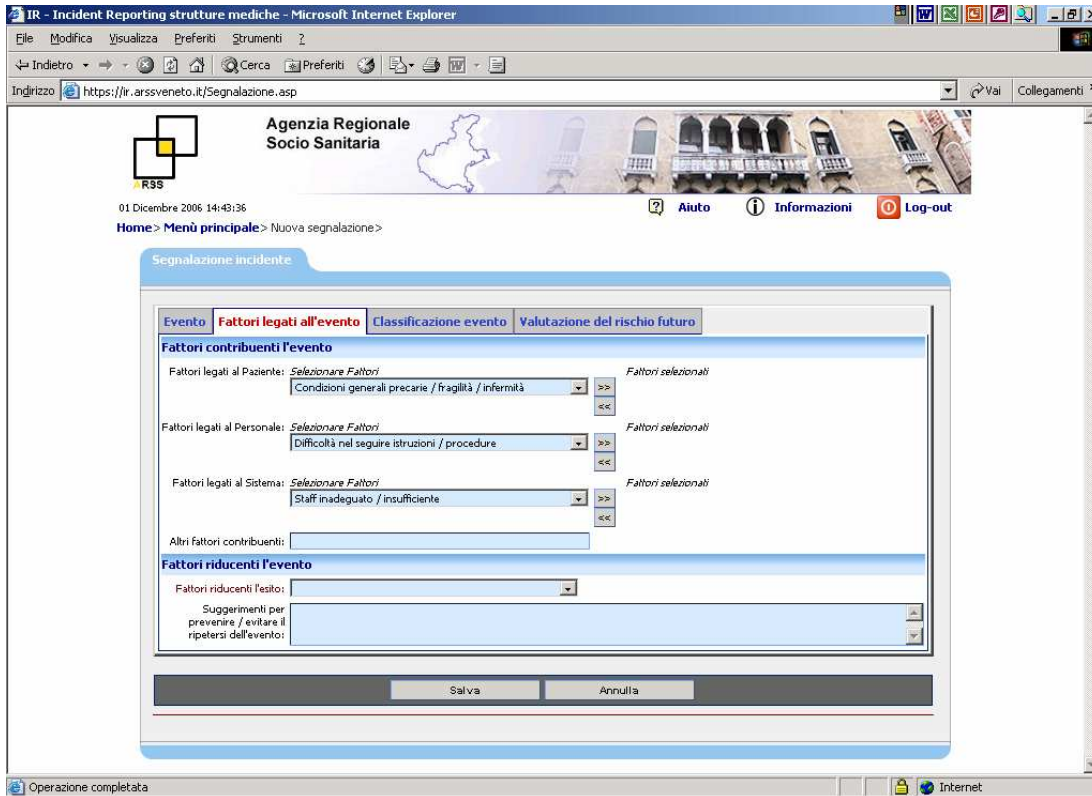 IR - Incident Reporting strutture mediche - Microsoft Internet Explorer
File Modifica Visualizza Preferiti Strumenti ?
Indietro Cerca Preferiti
Indirizzo https://ir.arssveneto.it/Segnalazione.asp Vai Collegamenti
Agenzia Regionale
Socio Sanitaria
ARSS
01 Dicembre 2006 14:43:36
Aiuto Informazioni Log-out
Home> Menù principale> Nuova segnalazione>
Segnalazione incidente
Evento Fattori legati all'evento Classificazione evento Valutazione del rischio futuro
Fattori contribuenti l'evento
Fattori legati al Paziente: Selezionare Fattori Fattori selezionati
Condizioni generali precarie / fragilità / infermità >>
<<
Fattori legati al Personale: Selezionare Fattori Fattori selezionati
Difficoltà nel seguire istruzioni / procedure >>
<<
Fattori legati al Sistema: Selezionare Fattori Fattori selezionati
Staff inadeguato / insufficiente >>
<<
Altri fattori contribuenti:
Fattori riducenti l'evento
Fattori riducenti l'esito:
Suggerimenti per
prevenire / evitare il
ripetersi dell'evento:
Salva Annulla
Operazione completata Internet